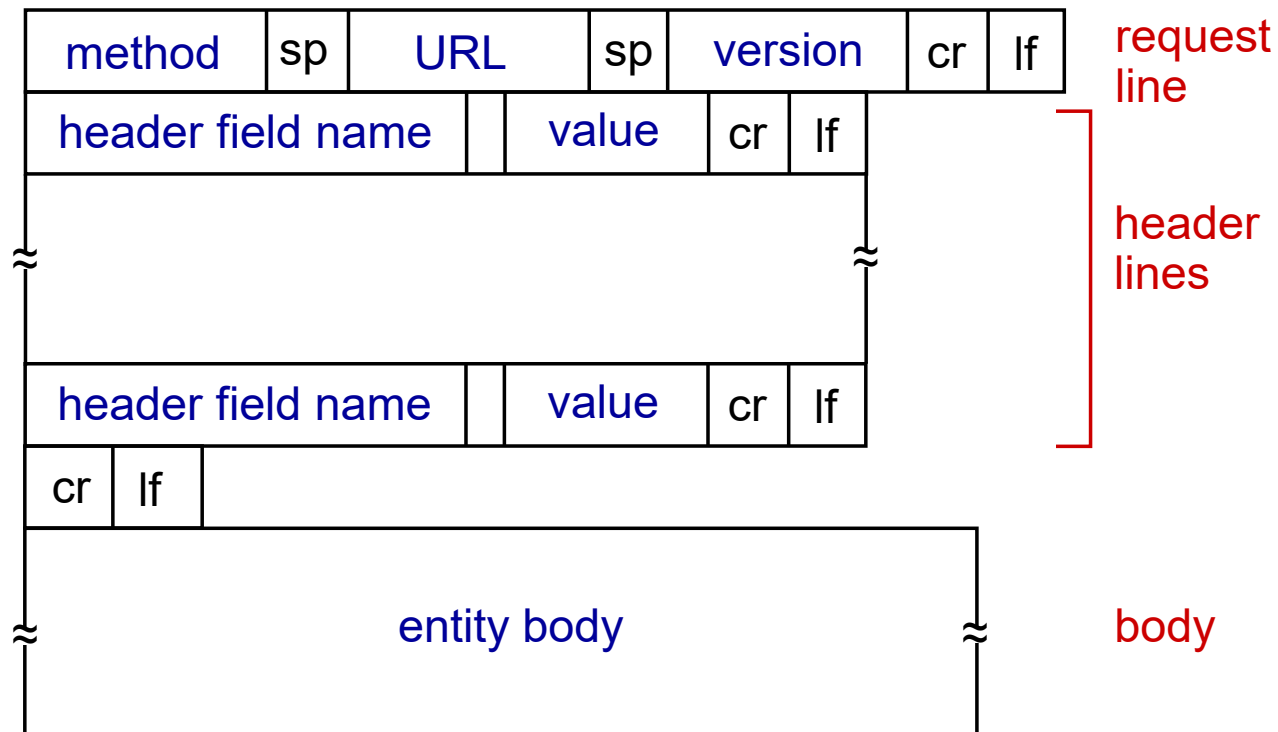 method sp URL sp version cr lf
request
line
header field name value cr lf
header
lines
header field name value cr lf
cr lf
entity body
body